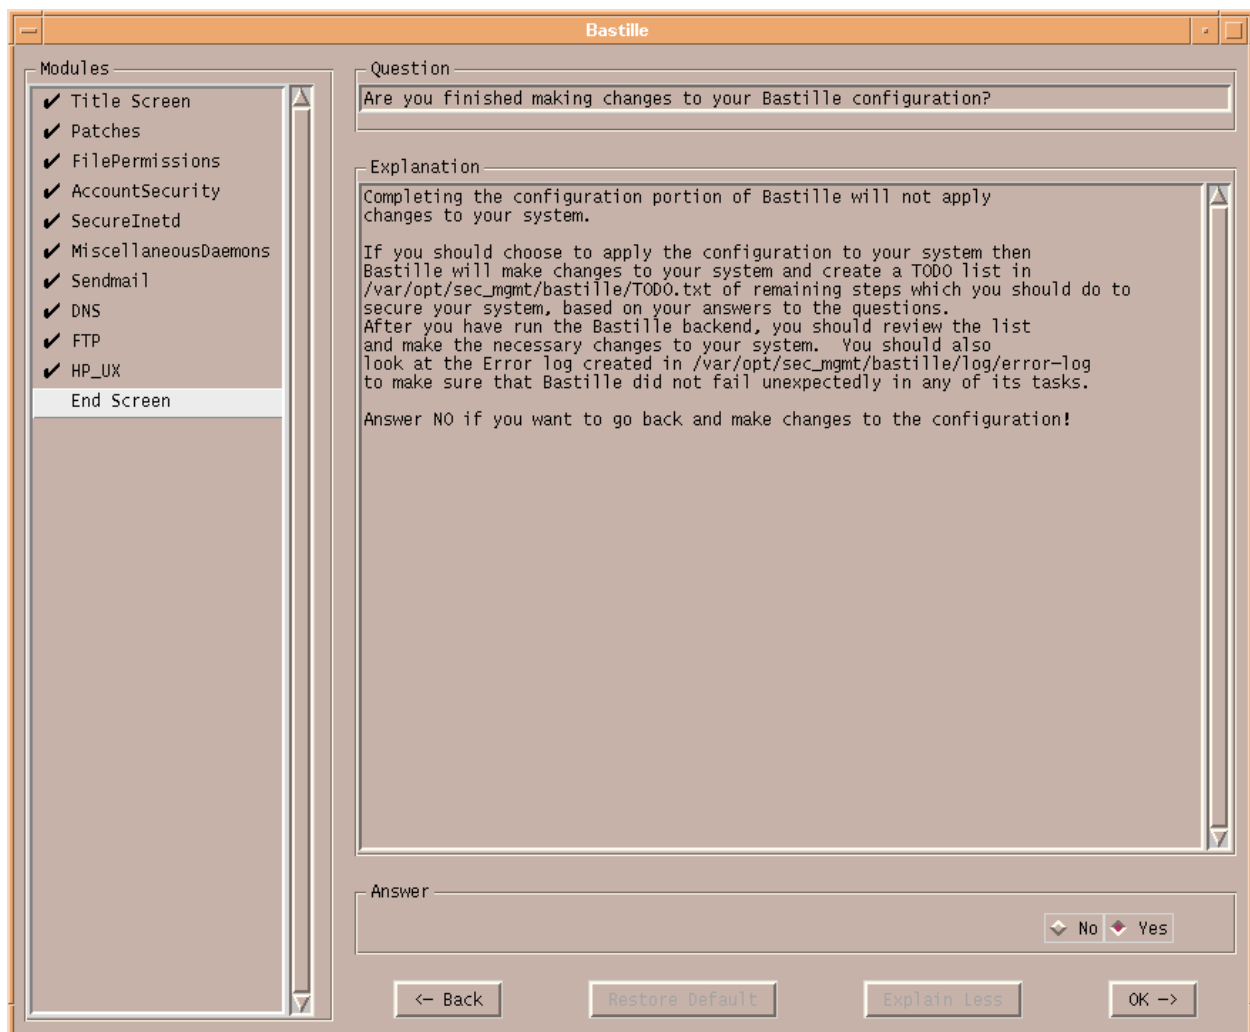 Bastille
Modules
Title Screen
Patches
FilePermissions
AccountSecurity
SecureInetd
MiscellaneousDaemons
Sendmail
DNS
FTP
HP_UX
End Screen
Question
Are you finished making changes to your Bastille configuration?
Explanation
Completing the configuration portion of Bastille will not apply
changes to your system.
If you should choose to apply the configuration to your system then
Bastille will make changes to your system and create a TODO list in
/var/opt/sec_mgmt/bastille/TODO.txt of remaining steps which you should do to
secure your system, based on your answers to the questions.
After you have run the Bastille backend, you should review the list
and make the necessary changes to your system.  You should also
look at the Error log created in /var/opt/sec_mgmt/bastille/log/error-log
to make sure that Bastille did not fail unexpectedly in any of its tasks.
Answer NO if you want to go back and make changes to the configuration!
Answer
No Yes
<- Back Restore Default Explain Less OK ->